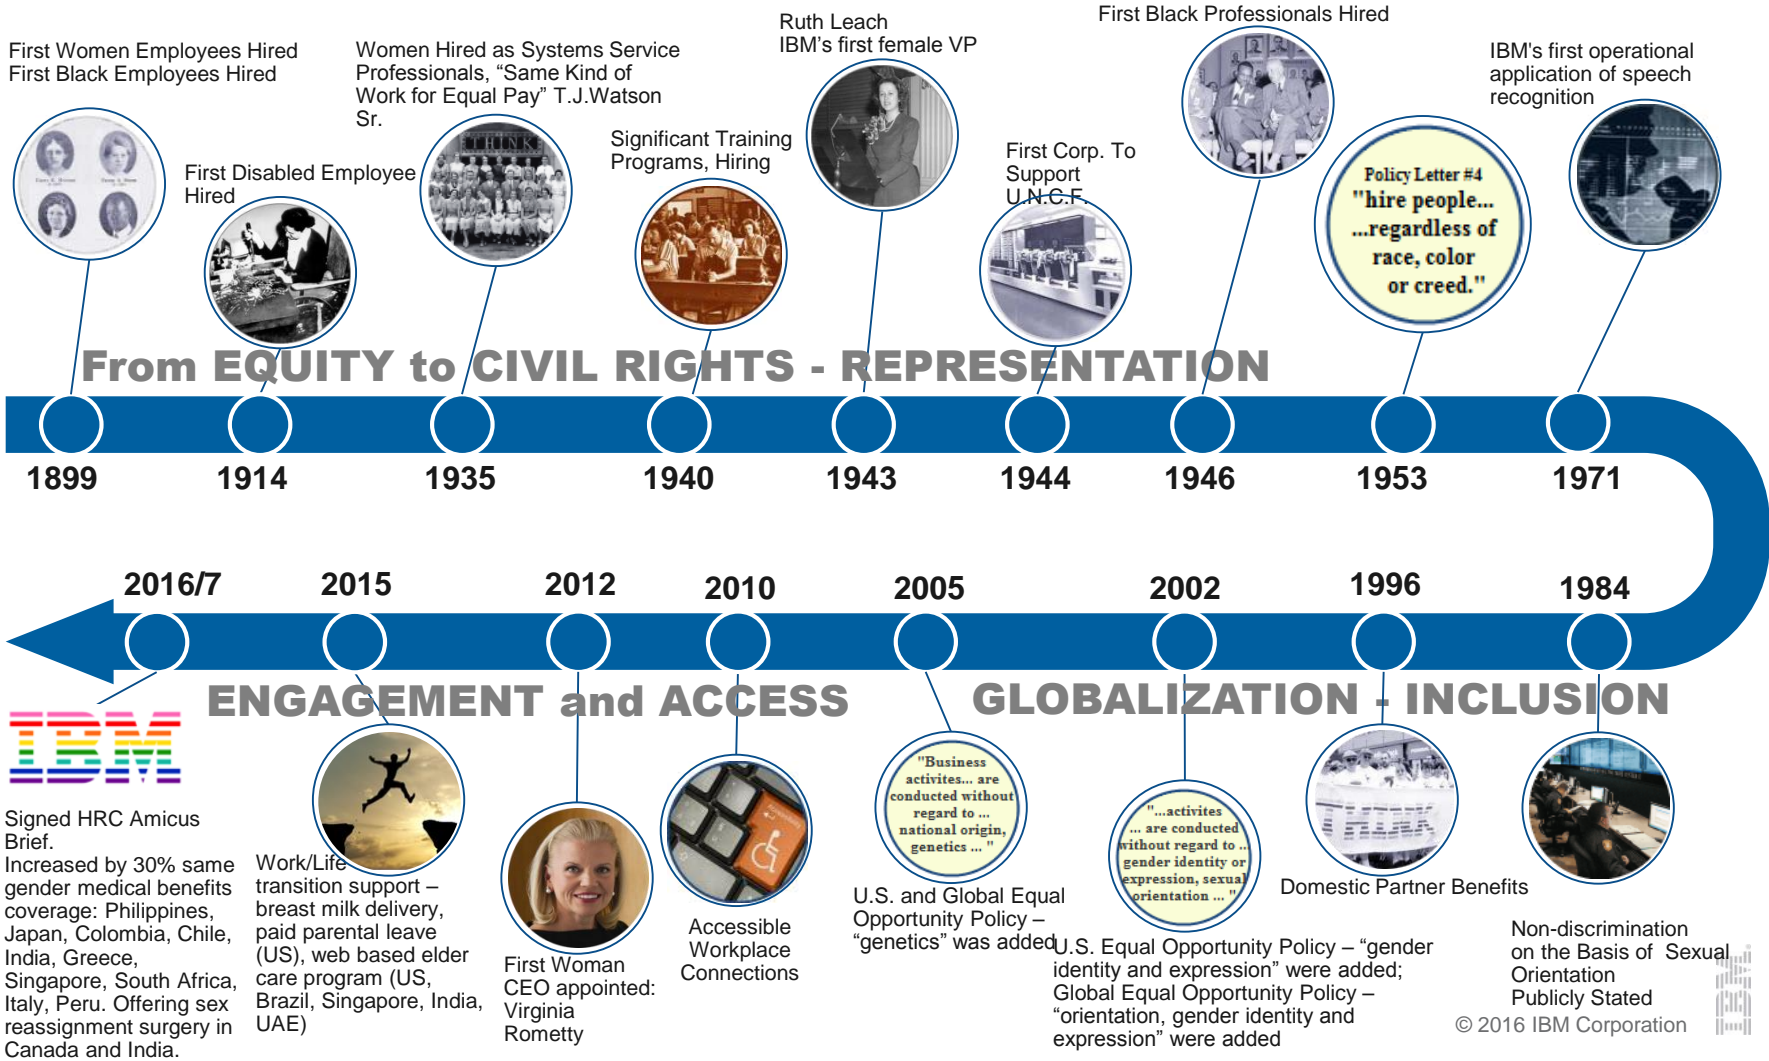 First Women Employees Hired
First Black Employees Hired
First Disabled Employee
Hired
Women Hired as Systems Service
Professionals, “Same Kind of
Work for Equal Pay” T.J.Watson
Sr.
THINK
Significant Training
Programs, Hiring
Ruth Leach
IBM’s first female VP
First Corp. To
Support
U.N.C.F.
First Black Professionals Hired
Policy Letter #4
"hire people...
...regardless of
race, color
or creed."
IBM's first operational
application of speech
recognition
From EQUITY to CIVIL RIGHTS - REPRESENTATION
1899
1914
1935
1940
1943
1944
1946
1953
1971
2016/7
2015
2012
2010
2005
2002
1996
1984
ENGAGEMENT and ACCESS
GLOBALIZATION - INCLUSION
IBM
Signed HRC Amicus
Brief.
Increased by 30% same
gender medical benefits
coverage: Philippines,
Japan, Colombia, Chile,
India, Greece,
Singapore, South Africa,
Italy, Peru. Offering sex
reassignment surgery in
Canada and India.
Work/Life
transition support –
breast milk delivery,
paid parental leave
(US), web based elder
care program (US,
Brazil, Singapore, India,
UAE)
First Woman
CEO appointed:
Virginia
Rometty
Accessible
Workplace
Connections
"Business
activites... are
conducted without
regard to ...
national origin,
genetics ... "
U.S. and Global Equal
Opportunity Policy –
“genetics” was added
"...activites
... are conducted
without regard to ...
gender identity or
expression, sexual
orientation ... "
U.S. Equal Opportunity Policy – “gender
identity and expression” were added;
Global Equal Opportunity Policy –
“orientation, gender identity and
expression” were added
Domestic Partner Benefits
Non-discrimination
on the Basis of Sexual
Orientation
Publicly Stated
© 2016 IBM Corporation
IBM